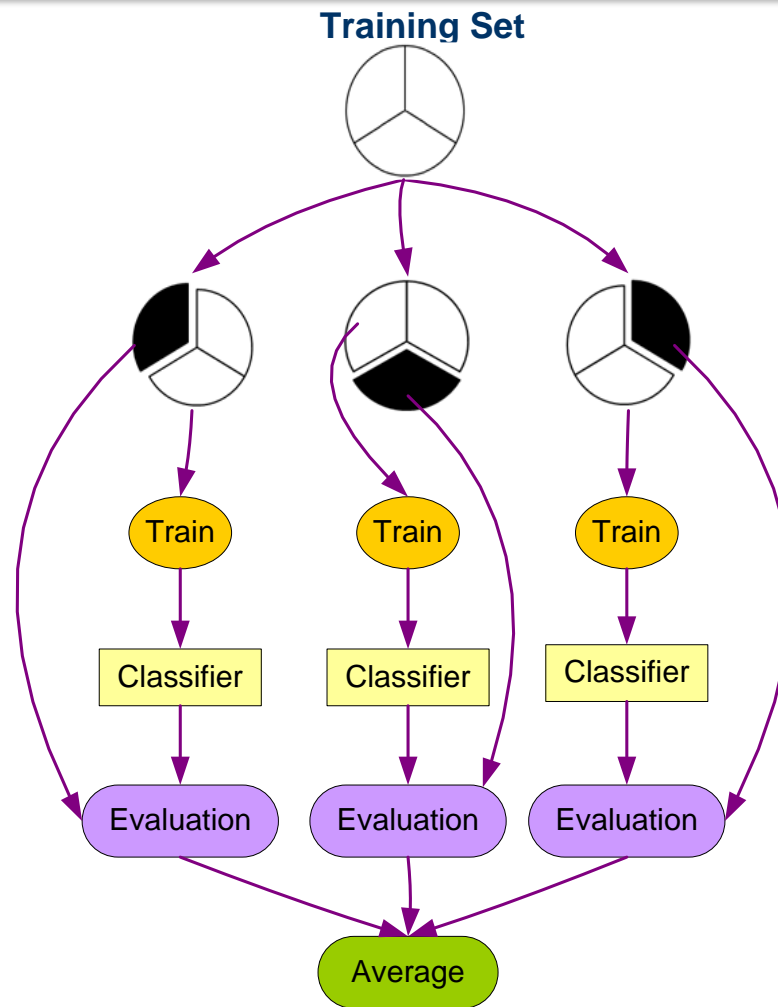 Training Set
Train
Train
Train
Classifier
Classifier
Classifier
Evaluation
Evaluation
Evaluation
Average